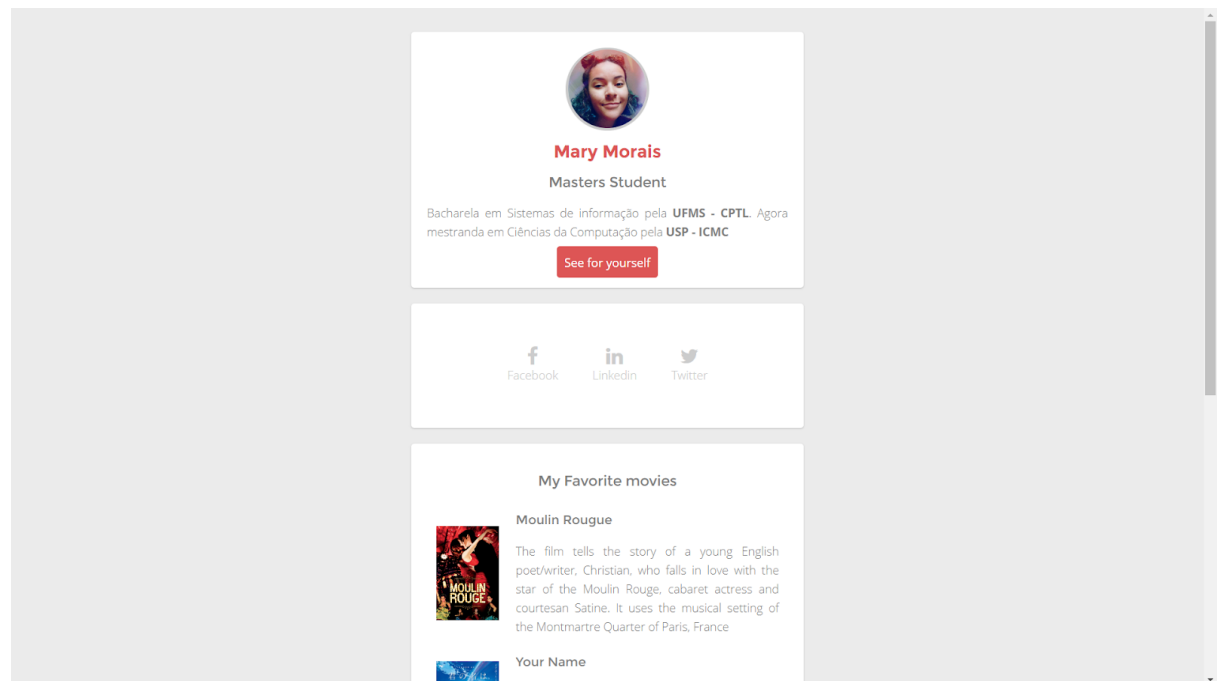 Mary Morais
Masters Student
Bacharela em Sistemas de informação pela UFMS - CPTL. Agora
mestranda em Ciências da Computação pela USP - ICMC
See for yourself
Facebook
Linkedin
Twitter
My Favorite movies
Moulin Rougue
MOULIN
ROUGE
The film tells the story of a young English
poet/writer, Christian, who falls in love with the
star of the Moulin Rouge, cabaret actress and
courtesan Satine. It uses the musical setting of
the Montmartre Quarter of Paris, France
Your Name